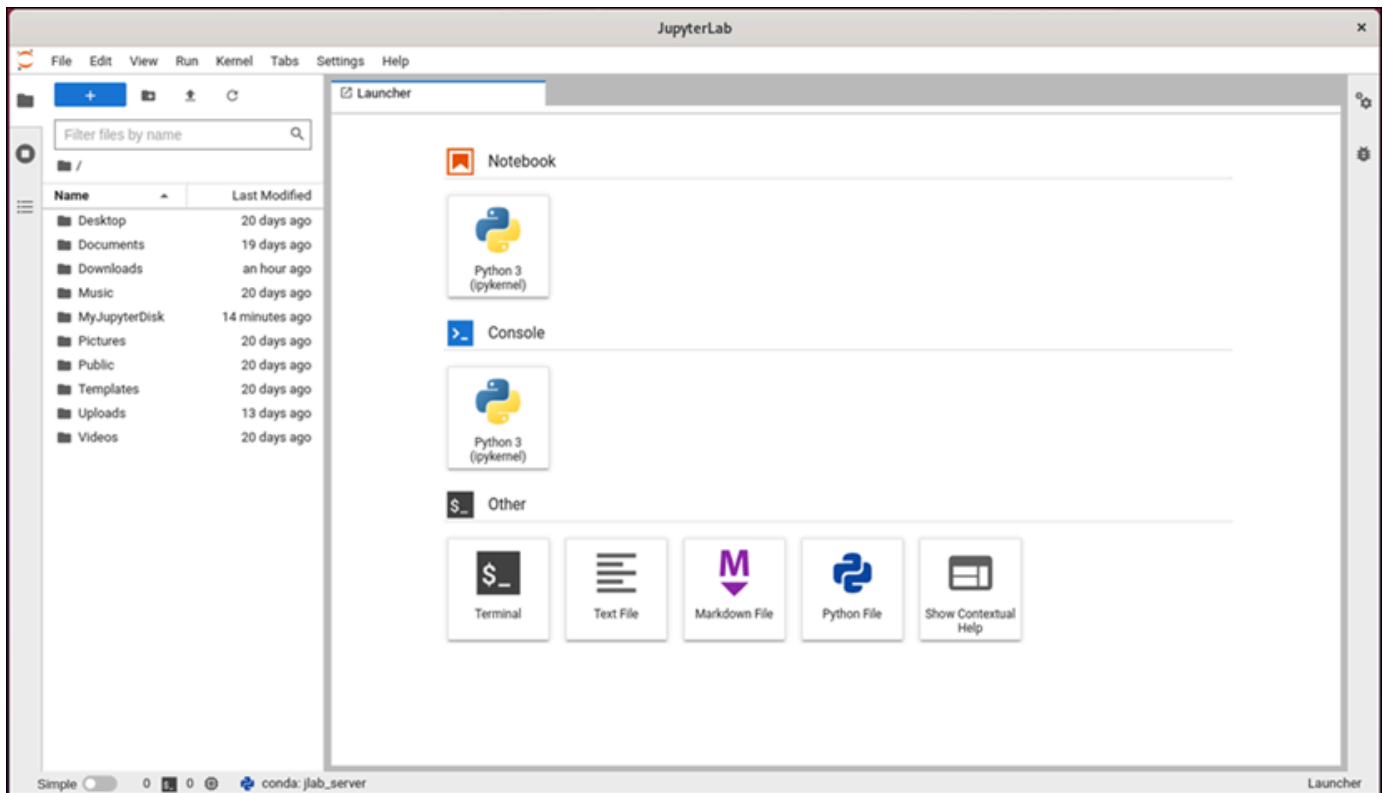 JupyterLab
File Edit View Run Kernel Tabs Settings Help
+
Launcher
Filter files by name
/
Name Last Modified
Desktop 20 days ago
Documents 19 days ago
Downloads an hour ago
Music 20 days ago
MyJupyterDisk 14 minutes ago
Pictures 20 days ago
Public 20 days ago
Templates 20 days ago
Uploads 13 days ago
Videos 20 days ago
Notebook
Python 3
(ipykernel)
Console
Python 3
(ipykernel)
$_ Other
$_
Terminal
Text File
M
Markdown File
Python File
Show Contextual
Help
Simple 0 $_ 0 conda: jlab_server Launcher